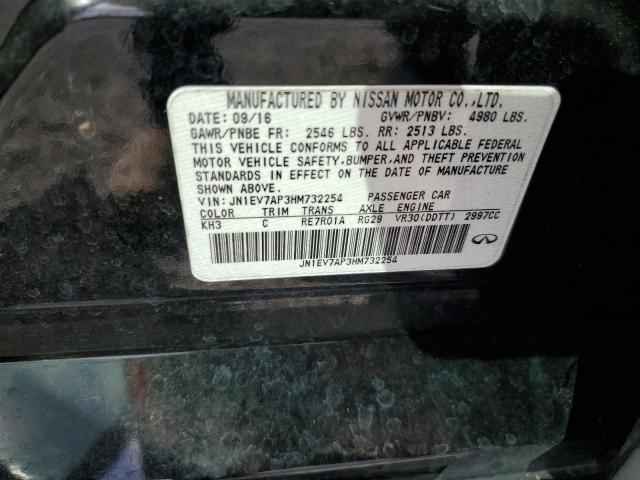 MANUFACTURED BY NISSAN MOTOR CO.,LTD.
DATE: 09/16 GVWR/PNBV: 4980 LBS.
GAWR/PNBE FR: 2546 LBS. RR: 2513 LBS.
THIS VEHICLE CONFORMS TO ALL APPLICABLE FEDERAL
MOTOR VEHICLE SAFETY,BUMPER,AND THEFT PREVENTION
STANDARDS IN EFFECT ON THE DATE OF MANUFACTURE
SHOWN ABOVE.
VIN: JN1EV7AP3HM732254 PASSENGER CAR
COLOR TRIM TRANS AXLE ENGINE
KH3 C RE7R01A RG29 VR30(DDTT) 2997CC
JN1EV7AP3HM732254